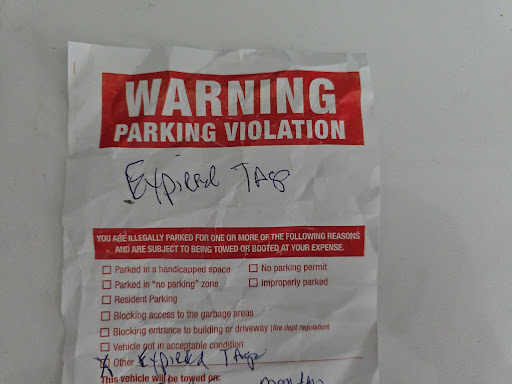 WARNING
PARKING VIOLATION
Expired Tags
YOU ARE ILLEGALLY PARKED FOR ONE OR MORE OF THE FOLLOWING REASONS
AND ARE SUBJECT TO BEING TOWED OR BOOTED AT YOUR EXPENSE.
Parked in a handicapped space No parking permit
Parked in "no parking" zone Improperly parked
Resident Parking
Blocking access to the garbage areas
Blocking entrance to building or driveway (fire dept regulation)
Vehicle not in acceptable condition
Other Expired Tags
This vehicle will be towed on: